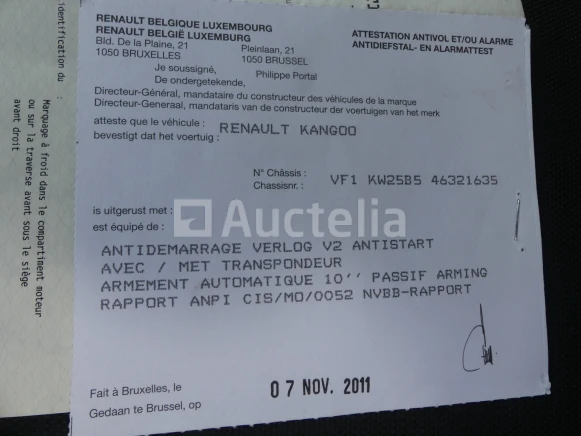 RENAULT BELGIQUE LUXEMBOURG
RENAULT BELGIË LUXEMBURG
Bld. De la Plaine, 21 Pleinlaan, 21
1050 BRUXELLES 1050 BRUSSEL
ATTESTATION ANTIVOL ET/OU ALARME
ANTIDIEFSTAL- EN ALARMATTEST
Je soussigné,
De ondergetekende, Philippe Portal
Directeur-Général, mandataire du constructeur des véhicules de la marque
Directeur-Generaal, mandataris van de constructeur der voertuigen van het merk
atteste que le véhicule :
bevestigt dat het voertuig : RENAULT KANGOO
N° Châssis :
Chassisnr. : VF1 KW25B5 46321635
is uitgerust met :
est équipé de :
Auctelia
ANTIDEMARRAGE VERLOG V2 ANTISTART
AVEC / MET TRANSPONDEUR
ARMEMENT AUTOMATIQUE 10'' PASSIF ARMING
RAPPORT ANPI CIS/MO/0052 NVBB-RAPPORT
Fait à Bruxelles, le
Gedaan te Brussel, op 07 NOV. 2011
identification du :
Marquage à froid dans le compartiment moteur
ou sur la traverse avant sous le siège
avant droit